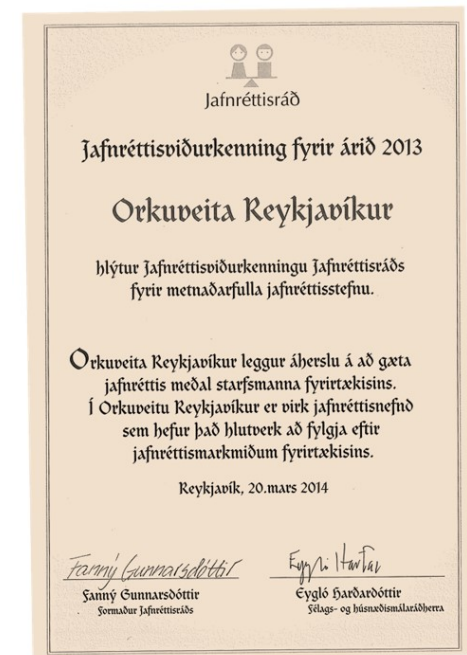 Jafnréttisráð
Jafnréttisviðurkenning fyrir árið 2013
Orkuveita Reykjavíkur
hlýtur Jafnréttisviðurkenningu Jafnréttisráðs
fyrir metnaðarfulla jafnréttisstefnu.
Orkuveita Reykjavíkur leggur áherslu á að gæta
jafnréttis meðal starfsmanna fyrirtækisins.
Í Orkuveitu Reykjavíkur er virk jafnréttisnefnd
sem hefur það hlutverk að fylgja eftir
jafnréttismarkmiðum fyrirtækisins.
Reykjavík, 20.mars 2014
Fanný Gunnarsdóttir
Fanný Gunnarsdóttir
Formaður Jafnréttisráðs
Eygló Harðardóttir
Félags- og húsnæðismálaráðherra